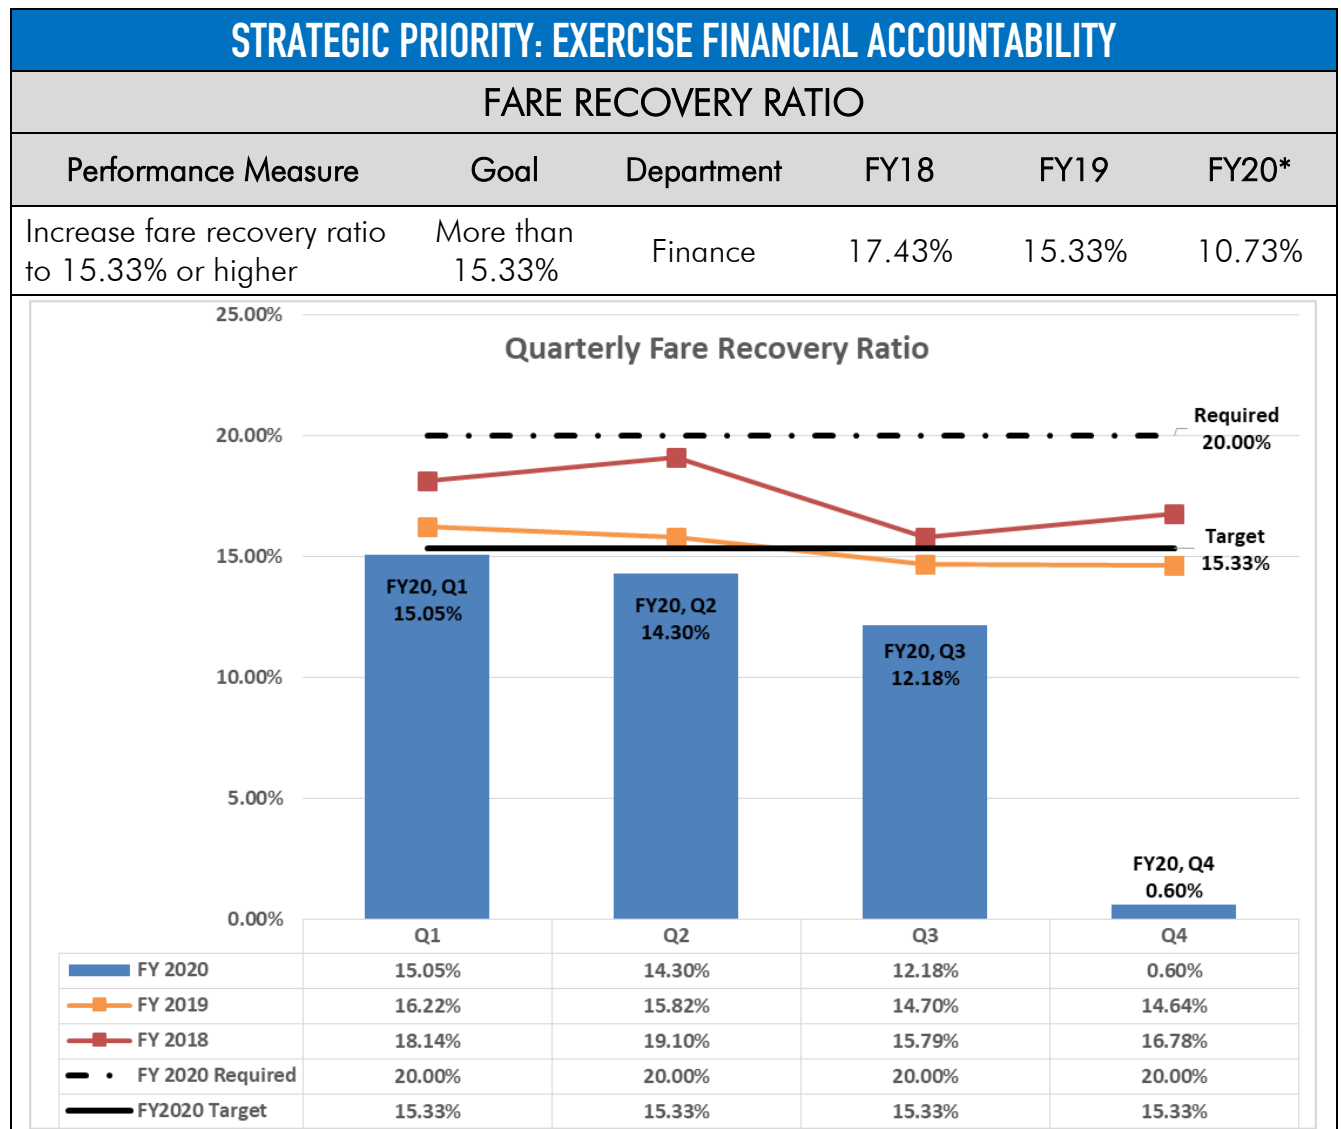 STRATEGIC PRIORITY: EXERCISE FINANCIAL ACCOUNTABILITY
FARE RECOVERY RATIO
Performance Measure Goal Department FY18 FY19 FY20*
Increase fare recovery ratio
to 15.33% or higher
More than
15.33%
Finance 17.43% 15.33% 10.73%
Quarterly Fare Recovery Ratio
25.00%
20.00%
15.00%
10.00%
5.00%
0.00%
Required
20.00%
Target
15.33%
FY20, Q1
15.05%
FY20, Q2
14.30%
FY20, Q3
12.18%
FY20, Q4
0.60%
Q1 Q2 Q3 Q4
FY 2020 15.05% 14.30% 12.18% 0.60%
FY 2019 16.22% 15.82% 14.70% 14.64%
FY 2018 18.14% 19.10% 15.79% 16.78%
FY 2020 Required 20.00% 20.00% 20.00% 20.00%
FY2020 Target 15.33% 15.33% 15.33% 15.33%